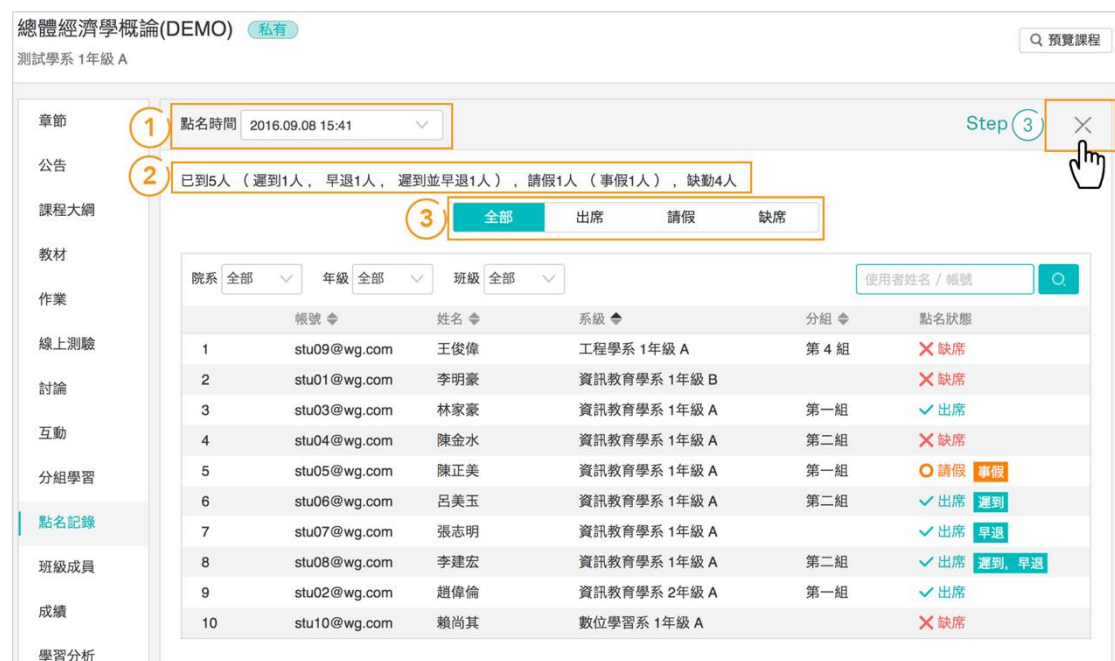 總體經濟學概論(DEMO) 私有
預覽課程
測試學系 1年級 A
章節
公告
課程大綱
教材
作業
線上測驗
討論
互動
分組學習
點名記錄
班級成員
成績
學習分析
1 點名時間 2016.09.08 15:41
Step 3
2 已到5人 （ 遲到1人， 早退1人， 遲到並早退1人 ）, 請假1人 （ 事假1人 ）, 缺勤4人
3 全部 出席 請假 缺席
院系 全部 年級 全部 班級 全部 使用者姓名 / 帳號
帳號 姓名 系級 分組 點名狀態
1 stu09@wg.com 王俊偉 工程學系 1年級 A 第 4 組 缺席
2 stu01@wg.com 李明豪 資訊教育學系 1年級 B 缺席
3 stu03@wg.com 林家豪 資訊教育學系 1年級 A 第一組 出席
4 stu04@wg.com 陳金水 資訊教育學系 1年級 A 第二組 缺席
5 stu05@wg.com 陳正美 資訊教育學系 1年級 A 第一組 請假 事假
6 stu06@wg.com 呂美玉 資訊教育學系 1年級 A 第二組 出席 遲到
7 stu07@wg.com 張志明 資訊教育學系 1年級 A 出席 早退
8 stu08@wg.com 李建宏 資訊教育學系 1年級 A 第二組 出席 遲到, 早退
9 stu02@wg.com 趙偉倫 資訊教育學系 2年級 A 第一組 出席
10 stu10@wg.com 賴尚其 數位學習系 1年級 A 缺席